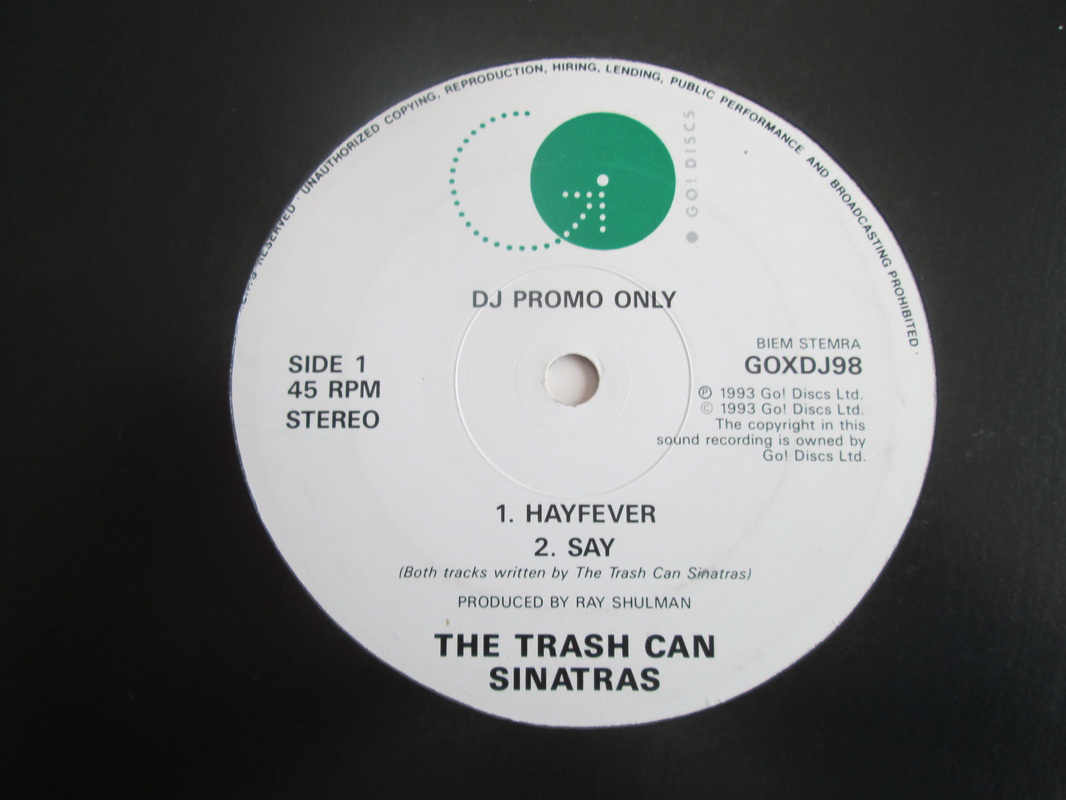 RESERVED · UNAUTHORIZED COPYING, REPRODUCTION, HIRING, LENDING, PUBLIC PERFORMANCE AND BROADCASTING PROHIBITED ·
GO! DISCS
DJ PROMO ONLY
SIDE 1
45 RPM
STEREO
BIEM STEMRA
GOXDJ98
℗ 1993 Go! Discs Ltd.
© 1993 Go! Discs Ltd.
The copyright in this
sound recording is owned by
Go! Discs Ltd.
1. HAYFEVER
2. SAY
(Both tracks written by The Trash Can Sinatras)
PRODUCED BY RAY SHULMAN
THE TRASH CAN
SINATRAS